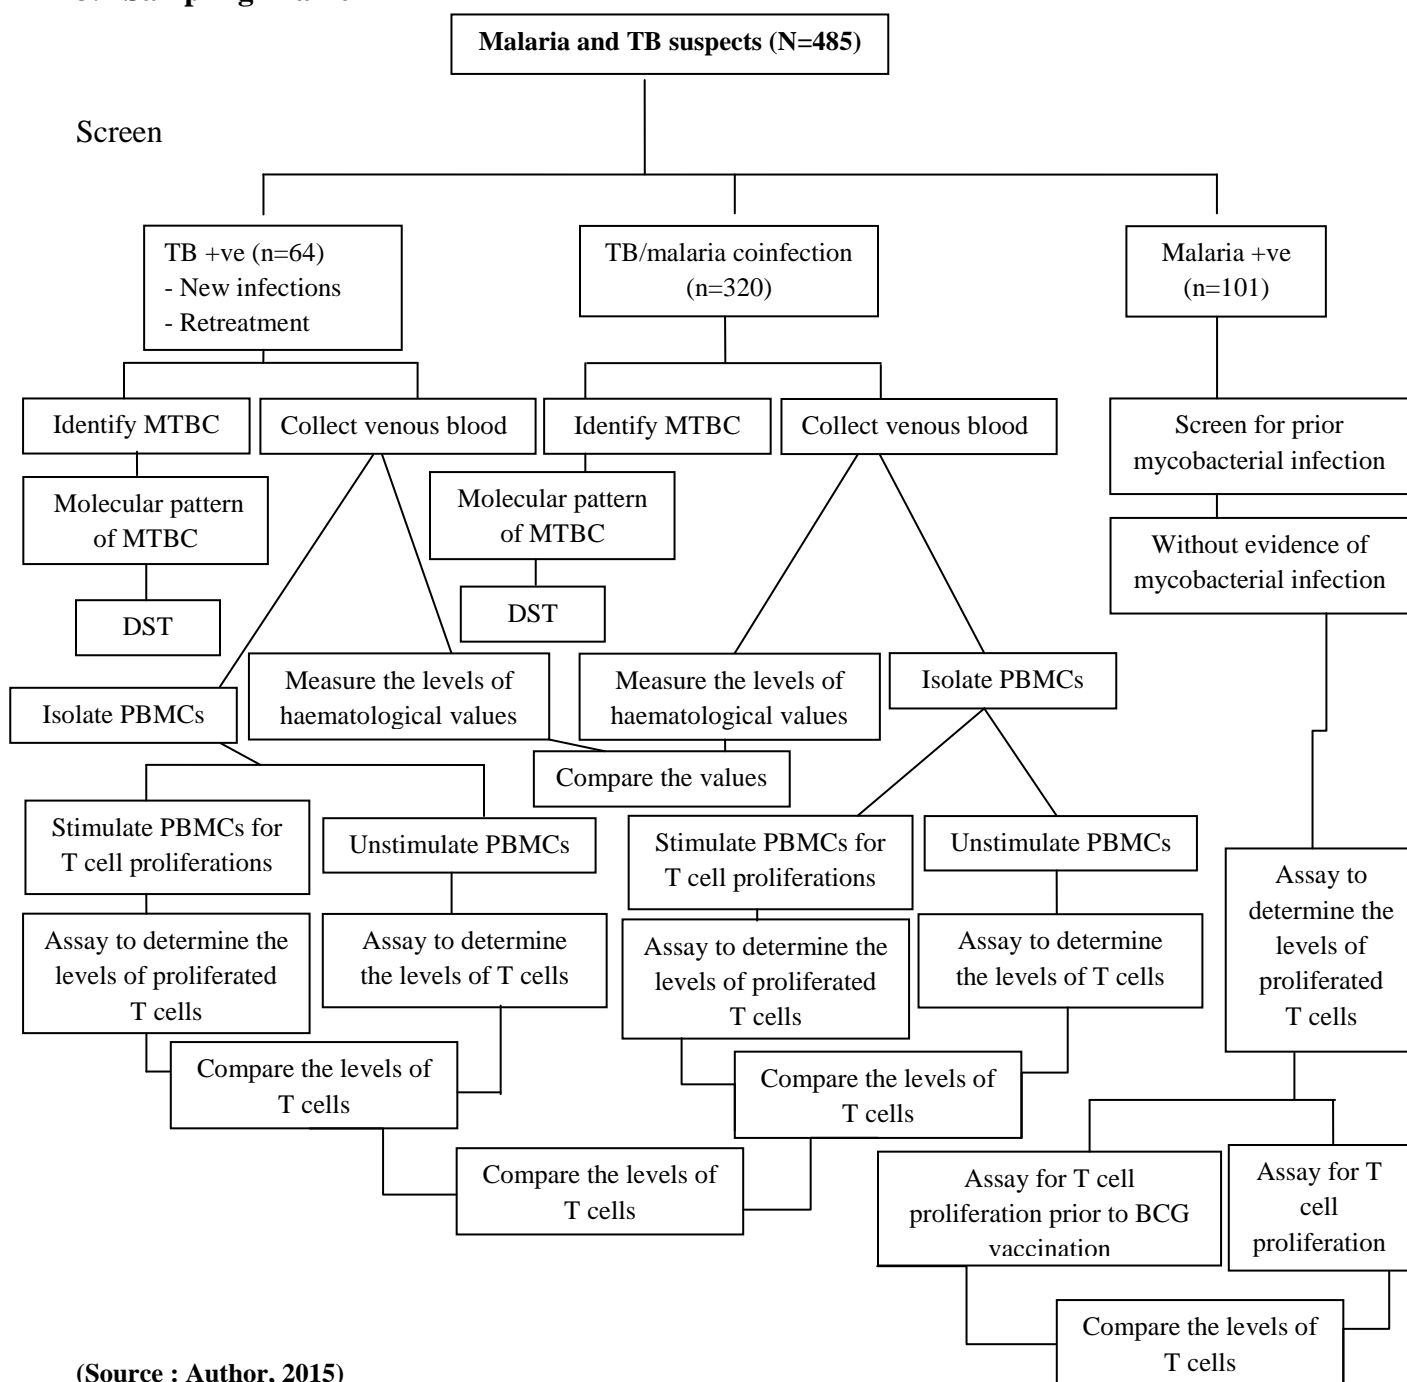 Malaria and TB suspects (N=485)
Screen
TB +ve (n=64)
- New infections
- Retreatment
TB/malaria coinfection
(n=320)
Malaria +ve
(n=101)
Identify MTBC
Collect venous blood
Identify MTBC
Collect venous blood
Screen for prior
mycobacterial infection
Molecular pattern
of MTBC
Molecular pattern
of MTBC
Without evidence of
mycobacterial infection
DST
DST
Isolate PBMCs
Measure the levels of
haematological values
Measure the levels of
haematological values
Isolate PBMCs
Compare the values
Stimulate PBMCs for
T cell proliferations
Unstimulate PBMCs
Stimulate PBMCs for
T cell proliferations
Unstimulate PBMCs
Assay to
determine the
levels of
proliferated
T cells
Assay to determine the
levels of proliferated
T cells
Assay to determine
the levels of T cells
Assay to determine the
levels of proliferated
T cells
Assay to determine
the levels of T cells
Compare the levels of
T cells
Compare the levels of
T cells
Compare the levels of
T cells
Assay for T cell
proliferation prior to BCG
vaccination
Assay for T
cell
proliferation
Compare the levels of
T cells
(Source : Author, 2015)